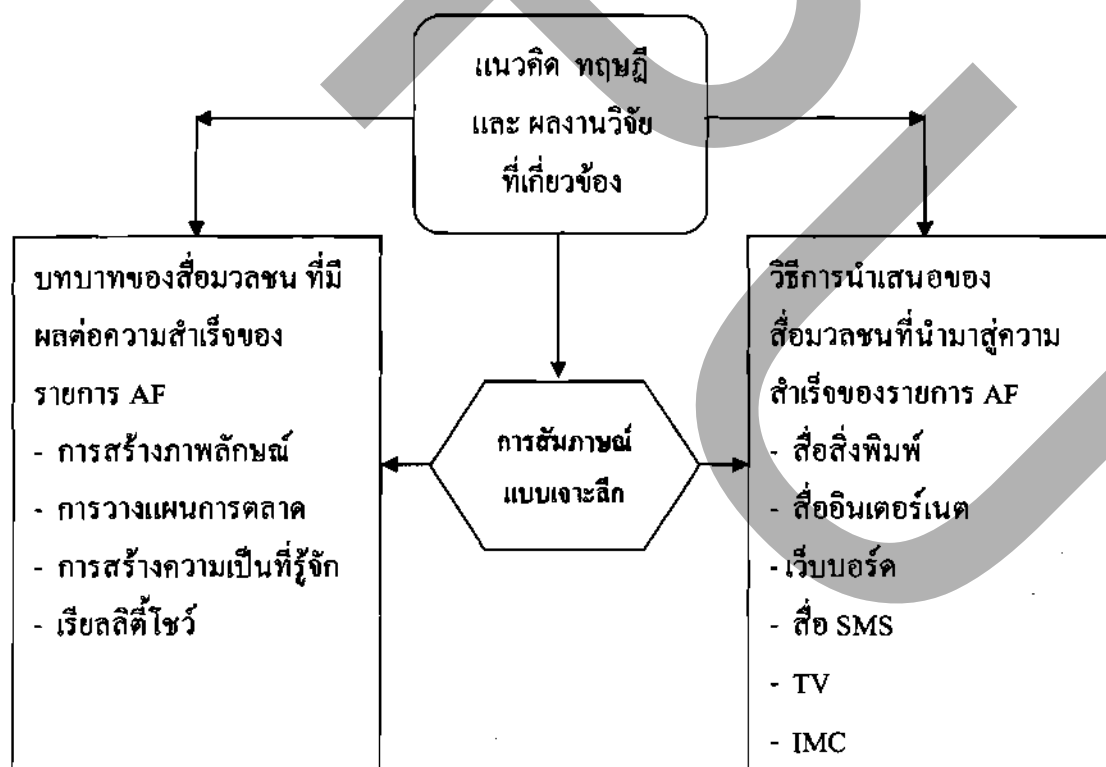 แนวคิด ทฤษฎี
และ ผลงานวิจัย
ที่เกี่ยวข้อง
บทบาทของสื่อมวลชน ที่มี
ผลต่อความสำเร็จของ
รายการ AF
- การสร้างภาพลักษณ์
- การวางแผนการตลาด
- การสร้างความเป็นที่รู้จัก
- เรียลลิตี้โชว์
การสัมภาษณ์
แบบเจาะลึก
วิธีการนำเสนอของ
สื่อมวลชนที่นำมาสู่ความ
สำเร็จของรายการ AF
- สื่อสิ่งพิมพ์
- สื่ออินเตอร์เนต
-เว็บบอร์ด
- สื่อ SMS
- TV
- IMC